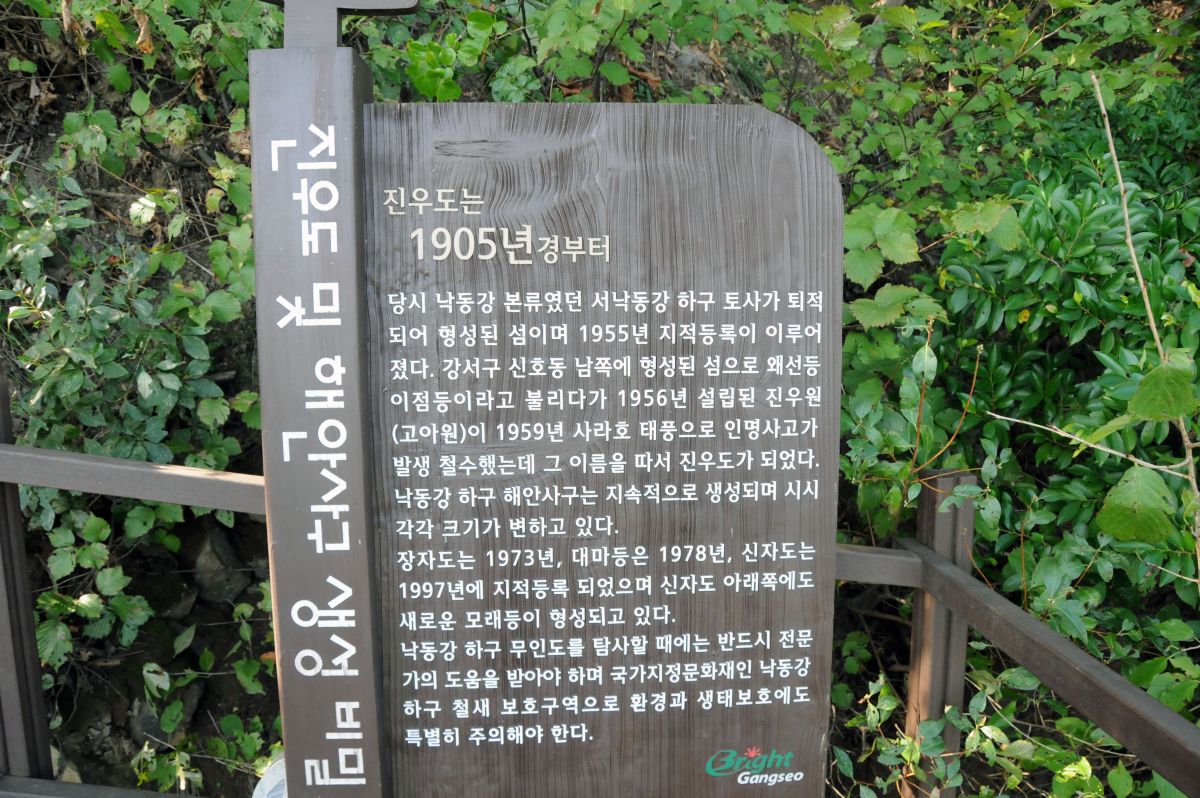 진우도 및 해안사구 생성 비밀
진우도는
1905년경부터
당시 낙동강 본류였던 서낙동강 하구 토사가 퇴적
되어 형성된 섬이며 1955년 지적등록이 이루어
졌다. 강서구 신호동 남쪽에 형성된 섬으로 왜선등
이점등이라고 불리다가 1956년 설립된 진우원
(고아원)이 1959년 사라호 태풍으로 인명사고가
발생 철수했는데 그 이름을 따서 진우도가 되었다.
낙동강 하구 해안사구는 지속적으로 생성되며 시시
각각 크기가 변하고 있다.
장자도는 1973년, 대마등은 1978년, 신자도는
1997년에 지적등록 되었으며 신자도 아래쪽에도
새로운 모래등이 형성되고 있다.
낙동강 하구 무인도를 탐사할 때에는 반드시 전문
가의 도움을 받아야 하며 국가지정문화재인 낙동강
하구 철새 보호구역으로 환경과 생태보호에도
특별히 주의해야 한다.
Bright
Gangseo